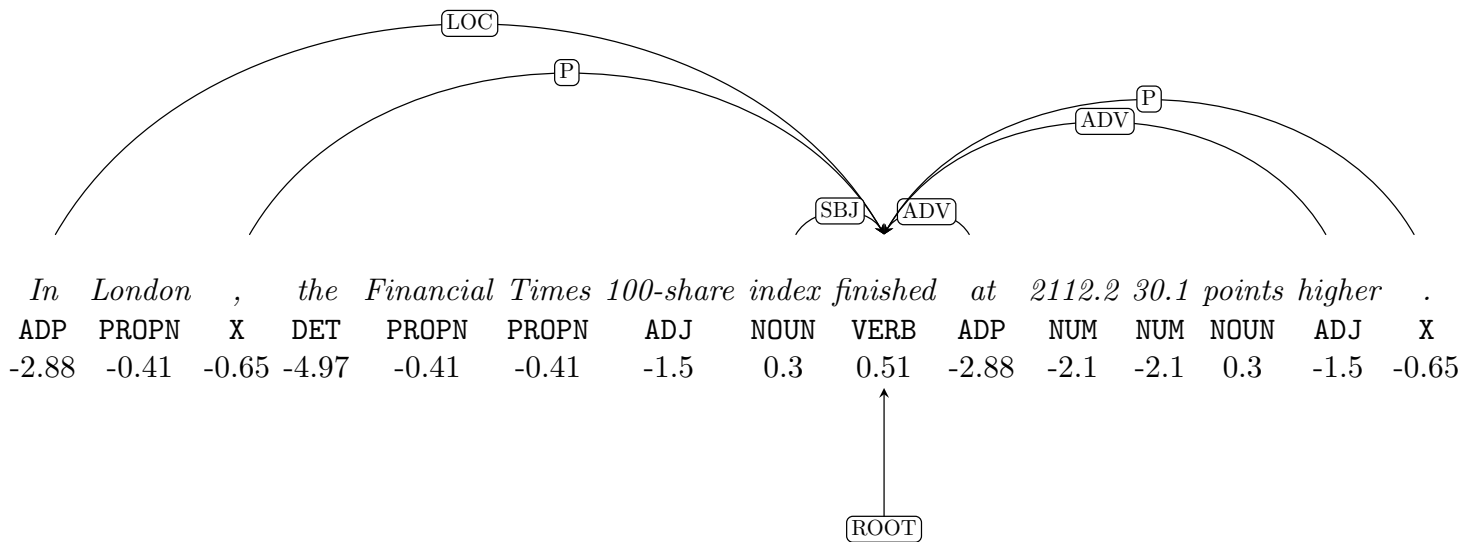 LOC
P
P
ADV
SBJ ADV
In London , the Financial Times 100-share index finished at 2112.2 30.1 points higher .
ADP PROPN X DET PROPN PROPN ADJ NOUN VERB ADP NUM NUM NOUN ADJ X
-2.88 -0.41 -0.65 -4.97 -0.41 -0.41 -1.5 0.3 0.51 -2.88 -2.1 -2.1 0.3 -1.5 -0.65
ROOT